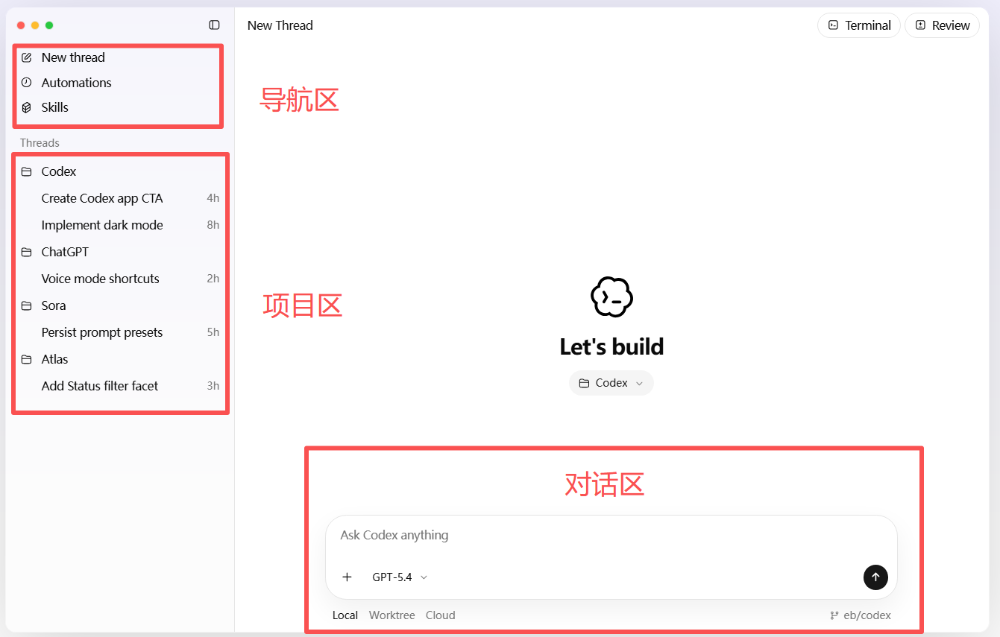 New Thread
Terminal
Review
New thread
Automations
Skills
导航区
Threads
Codex
Create Codex app CTA 4h
Implement dark mode 8h
ChatGPT
Voice mode shortcuts 2h
Sora
Persist prompt presets 5h
Atlas
Add Status filter facet 3h
项目区
Let's build
Codex
对话区
Ask Codex anything
GPT-5.4
Local Worktree Cloud
eb/codex